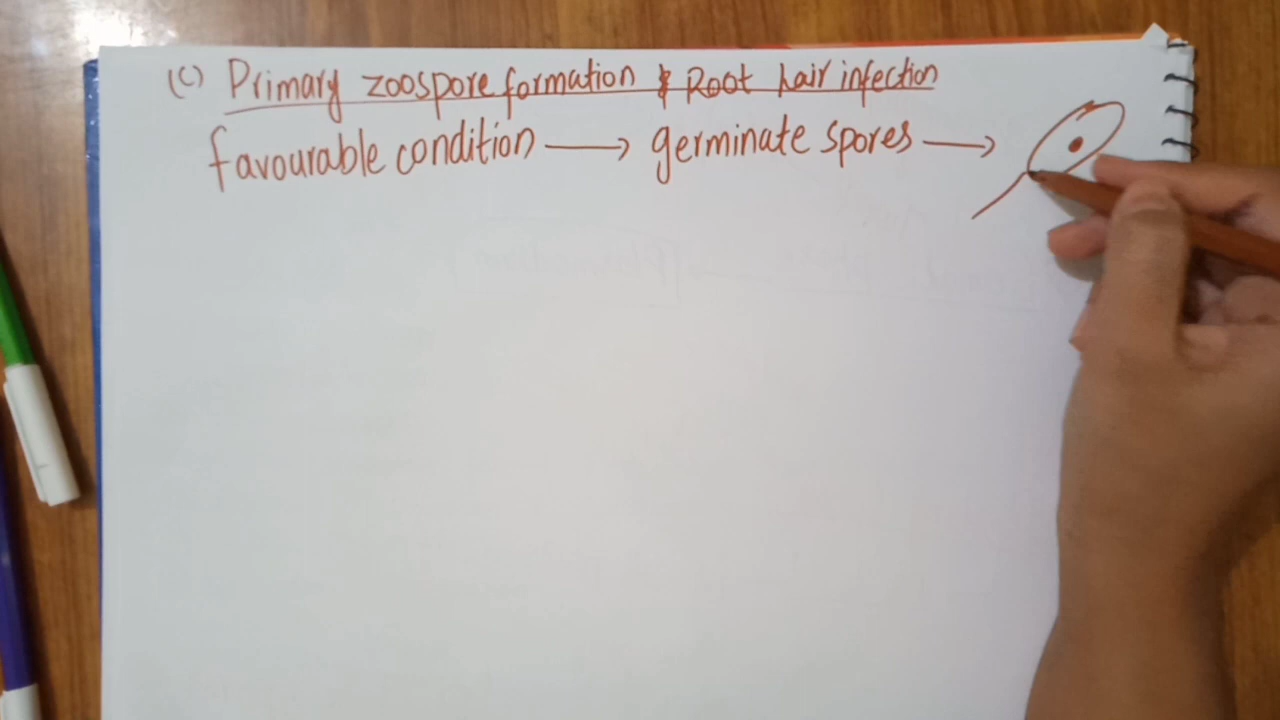 (C) Primary zoospore formation & Root hair infection
favourable condition → germinate spores →